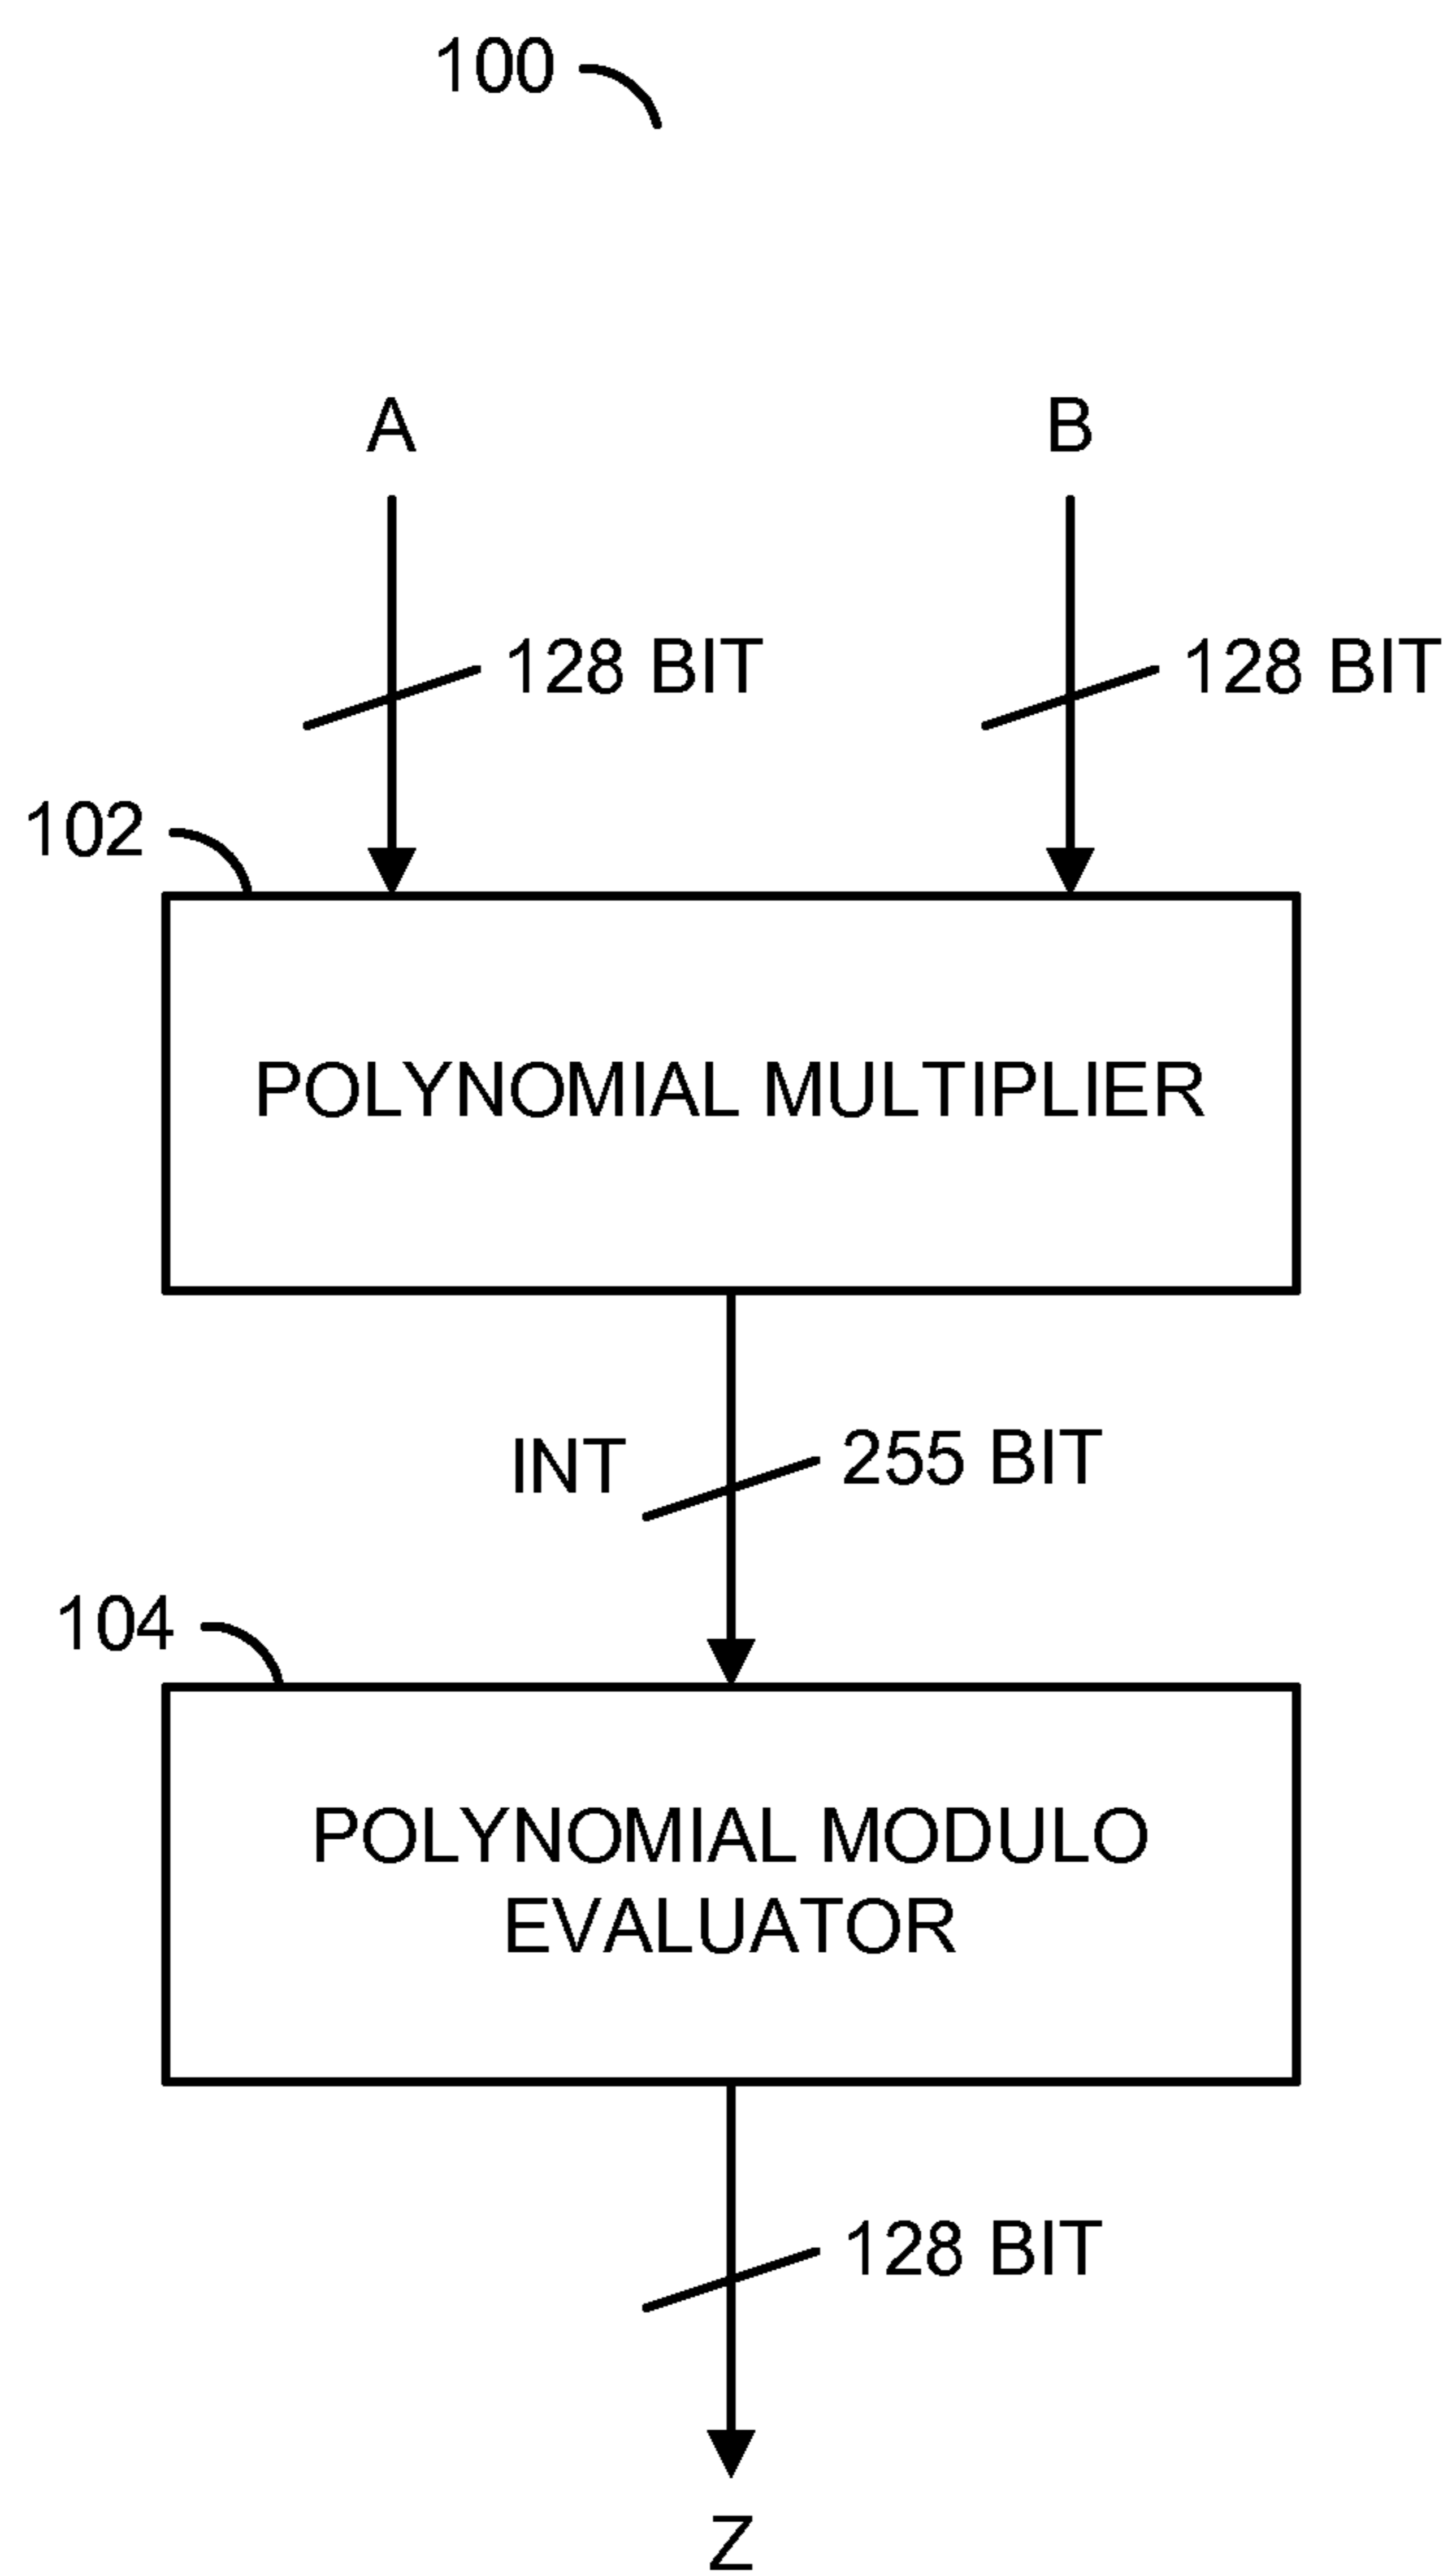 100
A
B
128 BIT
128 BIT
102
POLYNOMIAL MULTIPLIER
INT
255 BIT
104
POLYNOMIAL MODULO
EVALUATOR
128 BIT
Z